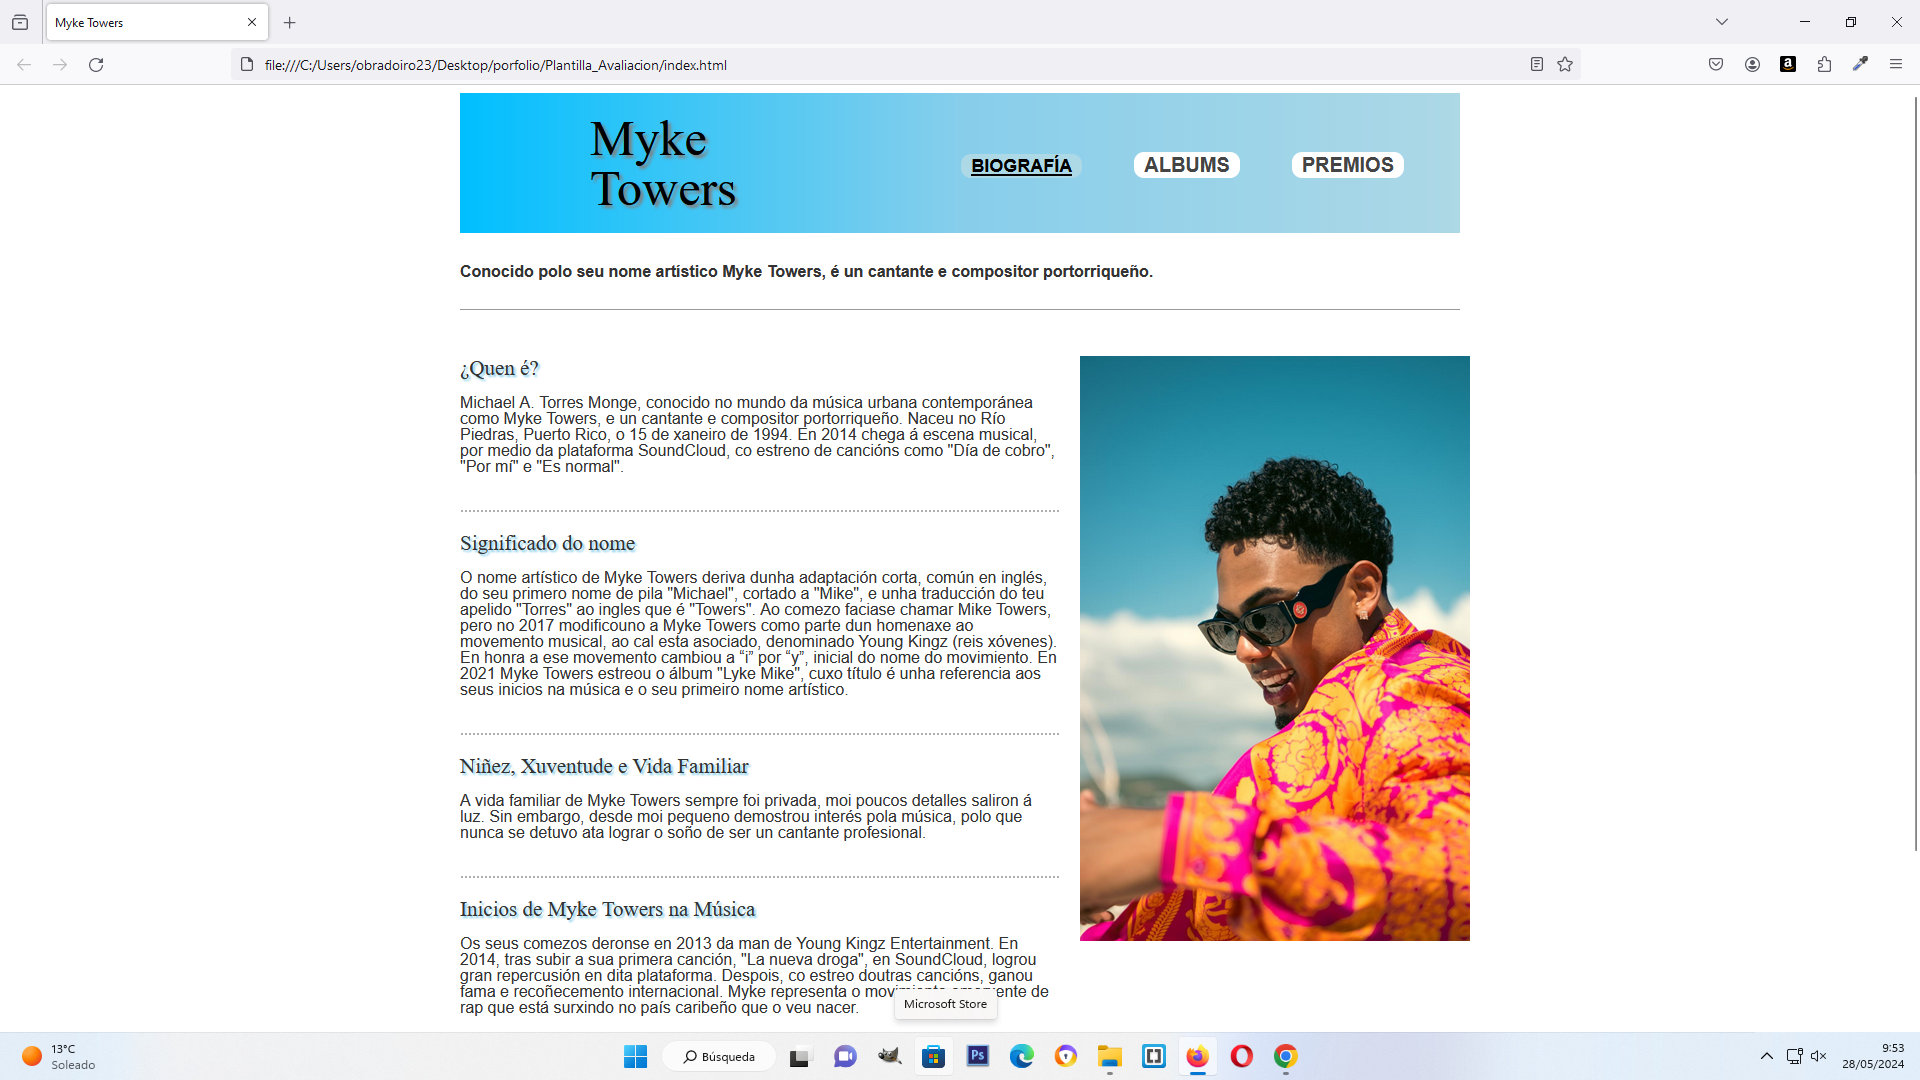 Myke Towers
file:///C:/Users/obradoiro23/Desktop/porfolio/Plantilla_Avaliacion/index.html
Myke
Towers
BIOGRAFÍA
ALBUMS
PREMIOS
Conocido polo seu nome artístico Myke Towers, é un cantante e compositor portorriqueño.
¿Quen é?
Michael A. Torres Monge, conocido no mundo da música urbana contemporánea
como Myke Towers, e un cantante e compositor portorriqueño. Naceu no Río
Piedras, Puerto Rico, o 15 de xaneiro de 1994. En 2014 chega á escena musical,
por medio da plataforma SoundCloud, co estreno de cancións como "Día de cobro",
"Por mí" e "Es normal".
Significado do nome
O nome artístico de Myke Towers deriva dunha adaptación corta, común en inglés,
do seu primero nome de pila "Michael", cortado a "Mike", e unha traducción do teu
apelido "Torres" ao ingles que é "Towers". Ao comezo faciase chamar Mike Towers,
pero no 2017 modificouno a Myke Towers como parte dun homenaxe ao
movemento musical, ao cal esta asociado, denominado Young Kingz (reis xóvenes).
En honra a ese movemento cambiou a “i” por “y”, inicial do nome do movimiento. En
2021 Myke Towers estreou o álbum "Lyke Mike", cuxo título é unha referencia aos
seus inicios na música e o seu primeiro nome artístico.
Niñez, Xuventude e Vida Familiar
A vida familiar de Myke Towers sempre foi privada, moi poucos detalles saliron á
luz. Sin embargo, desde moi pequeno demostrou interés pola música, polo que
nunca se detuvo ata lograr o soño de ser un cantante profesional.
Inicios de Myke Towers na Música
Os seus comezos deronse en 2013 da man de Young Kingz Entertainment. En
2014, tras subir a sua primera canción, "La nueva droga", en SoundCloud, logrou
gran repercusión en dita plataforma. Despois, co estreo doutras cancións, ganou
fama e recoñecemento internacional. Myke representa o de
rap que está surxindo no país caribeño que o veu nacer.
Microsoft Store
13°C
Soleado
Búsqueda
Ps
9:53
28/05/2024